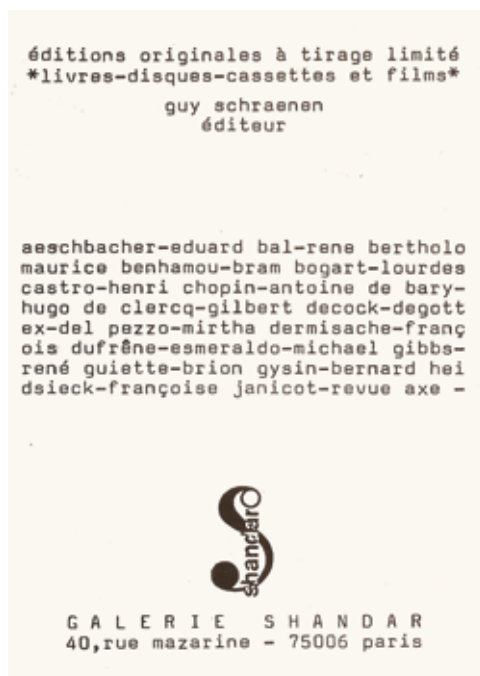 éditions originales à tirage limité
*livres-disques-cassettes et films*
guy schraenen
éditeur
aeschbacher-eduard bal-rene bertholo
maurice benhamou-bram bogart-lourdes
castro-henri chopin-antoine de bary-
hugo de clercq-gilbert decock-degott
ex-del pezzo-mirtha dermisache-franç
ois dufrêne-esmeraldo-michael gibbs-
rené guiette-brion gysin-bernard hei
dsieck-françoise janicot-revue axe -
shandar
GALERIE SHANDAR
40,rue mazarine - 75006 paris